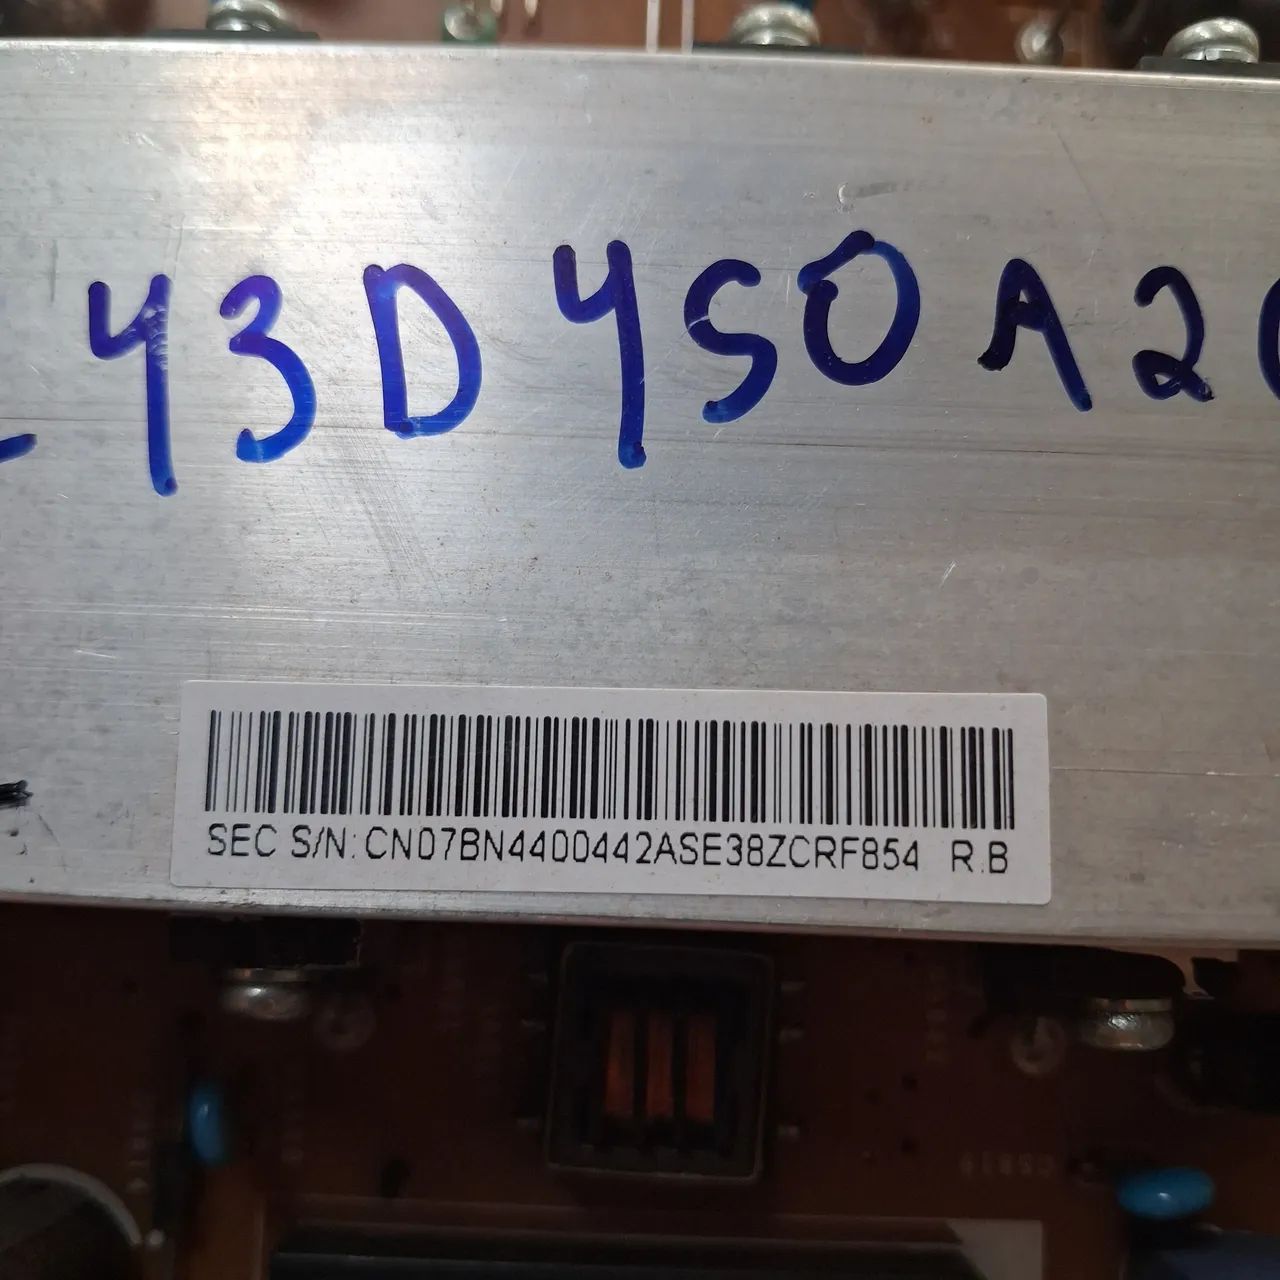 43D450A2
SEC S/N: CN07BN4400442ASE38ZCRF854 R.B